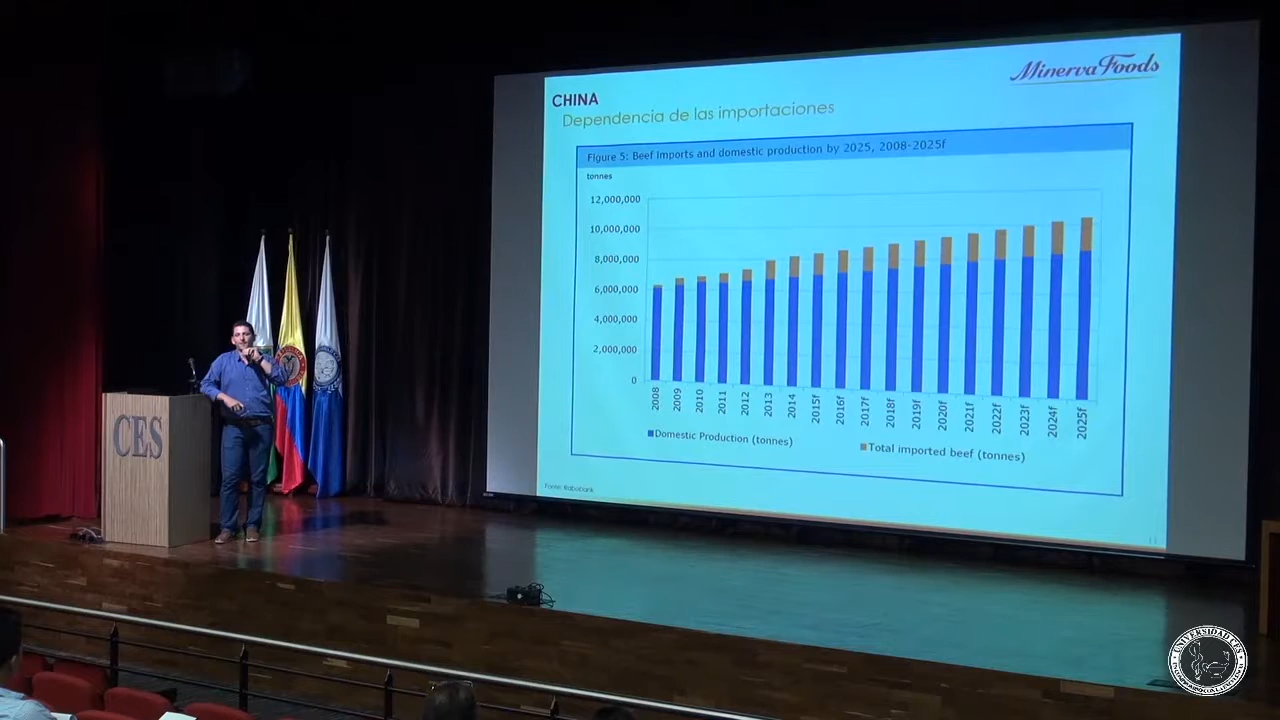 Minerva Foods
CHINA
Dependencia de las importaciones
Figure 5: Beef imports and domestic production by 2025, 2008-2025f
tonnes
12,000,000
10,000,000
8,000,000
6,000,000
4,000,000
2,000,000
0
2008
2009
2010
2011
2012
2013
2014
2015f
2016f
2017f
2018f
2019f
2020f
2021f
2022f
2023f
2024f
2025f
Domestic Production (tonnes)
Total imported beef (tonnes)
Rabobank
CES
UNIVERSIDAD CES